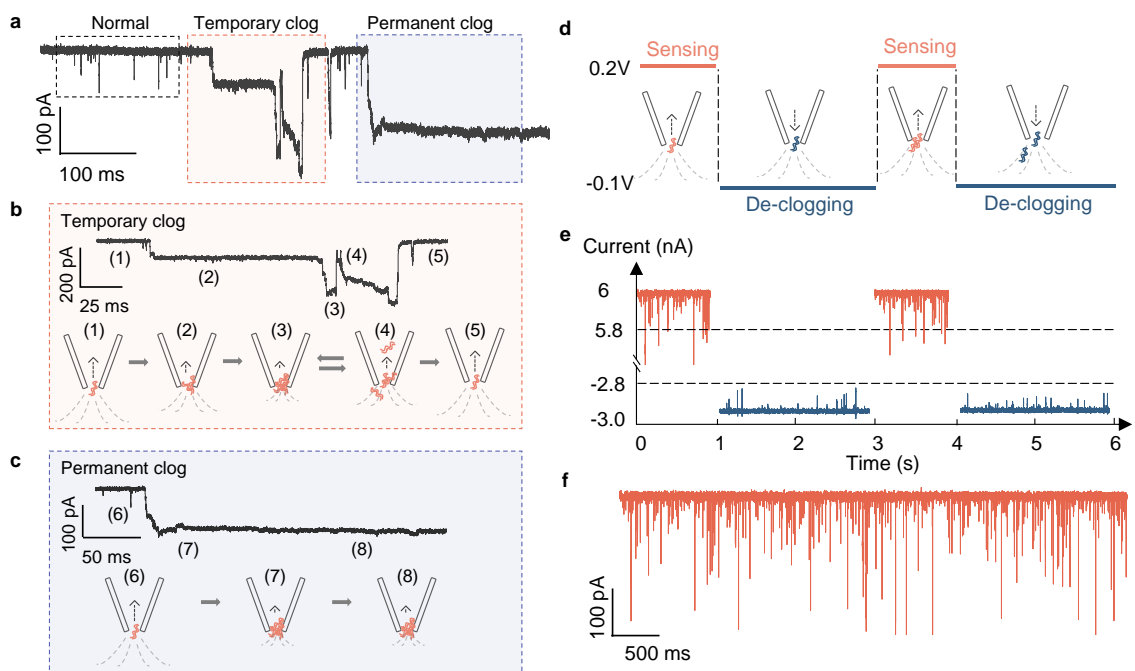 a
Normal
Temporary clog
Permanent clog
100 pA
100 ms
b
Temporary clog
(1)
(2)
(3)
(4)
(5)
200 pA
25 ms
(1)
(2)
(3)
(4)
(5)
c
Permanent clog
(6)
(7)
(8)
100 pA
50 ms
(6)
(7)
(8)
d
Sensing
Sensing
0.2V
-0.1V
De-clogging
De-clogging
e
Current (nA)
6
5.8
-2.8
-3.0
0 1 2 3 4 5 6
Time (s)
f
100 pA
500 ms